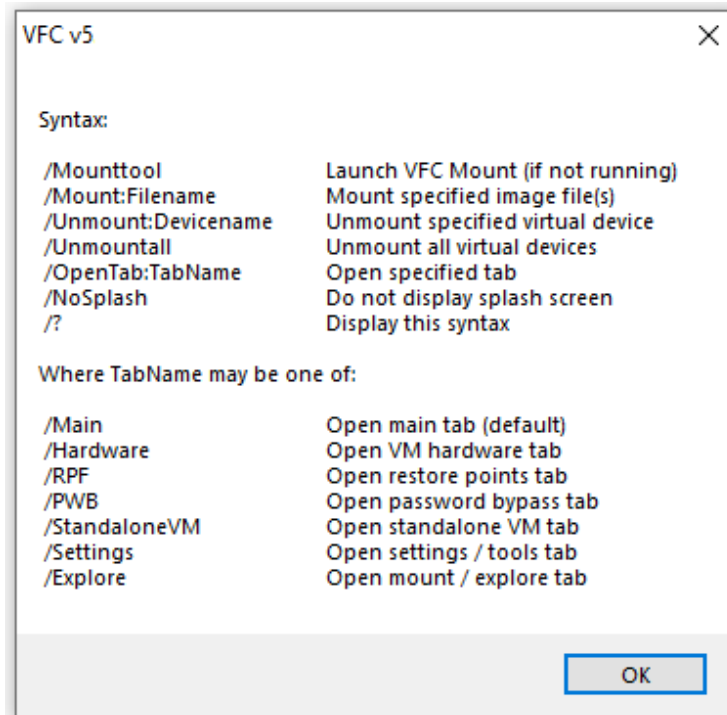 VFC v5
Syntax:
/Mounttool Launch VFC Mount (if not running)
/Mount:Filename Mount specified image file(s)
/Unmount:Devicename Unmount specified virtual device
/Unmountall Unmount all virtual devices
/OpenTab:TabName Open specified tab
/NoSplash Do not display splash screen
/? Display this syntax
Where TabName may be one of:
/Main Open main tab (default)
/Hardware Open VM hardware tab
/RPF Open restore points tab
/PWB Open password bypass tab
/StandaloneVM Open standalone VM tab
/Settings Open settings / tools tab
/Explore Open mount / explore tab
OK